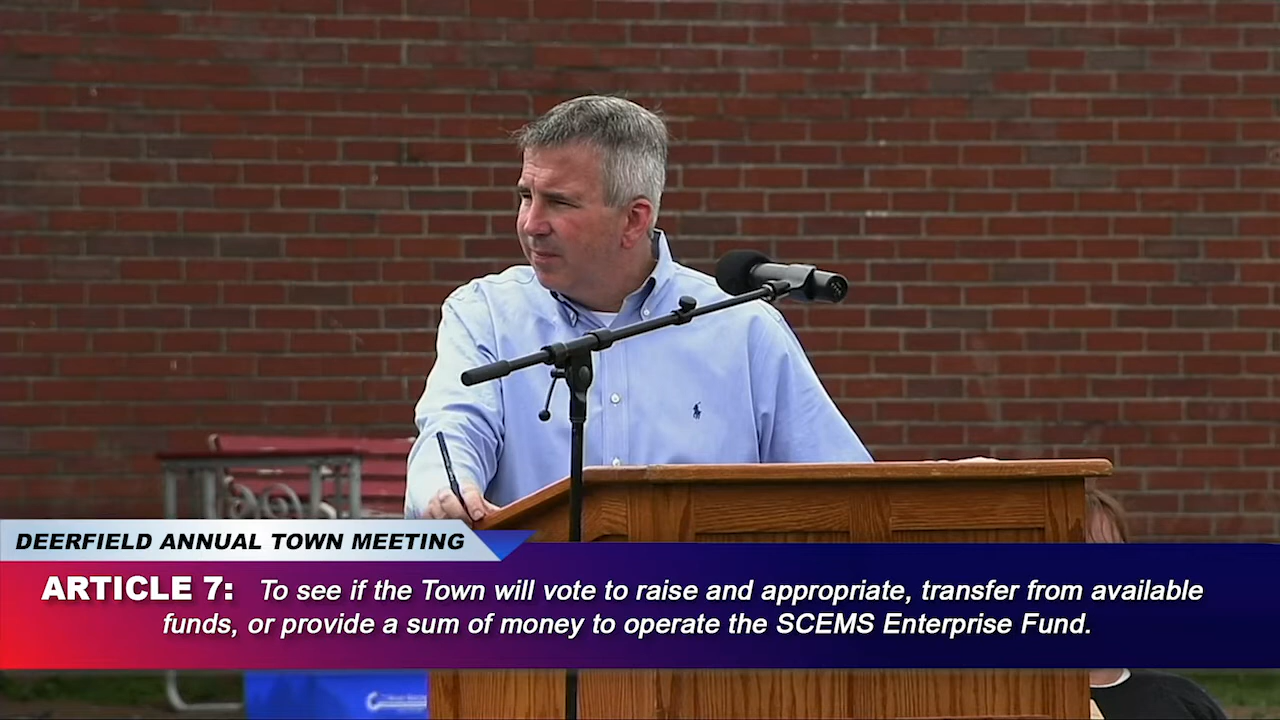 DEERFIELD ANNUAL TOWN MEETING
ARTICLE 7: To see if the Town will vote to raise and appropriate, transfer from available
funds, or provide a sum of money to operate the SCEMS Enterprise Fund.